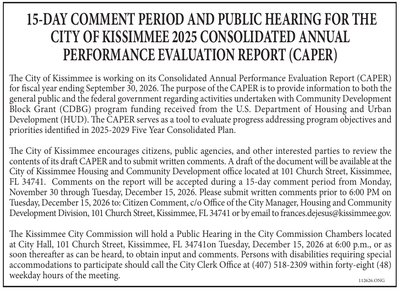 15-DAY COMMENT PERIOD AND PUBLIC HEARING FOR THE
CITY OF KISSIMMEE 2025 CONSOLIDATED ANNUAL
PERFORMANCE EVALUATION REPORT (CAPER)
The City of Kissimmee is working on its Consolidated Annual Performance Evaluation Report (CAPER)
for fiscal year ending September 30, 2026. The purpose of the CAPER is to provide information to both the
general public and the federal government regarding activities undertaken with Community Development
Block Grant (CDBG) program funding received from the U.S. Department of Housing and Urban
Development (HUD). The CAPER serves as a tool to evaluate progress addressing program objectives and
priorities identified in 2025-2029 Five Year Consolidated Plan.
The City of Kissimmee encourages citizens, public agencies, and other interested parties to review the
contents of its draft CAPER and to submit written comments. A draft of the document will be available at the
City of Kissimmee Housing and Community Development office located at 101 Church Street, Kissimmee,
FL 34741. Comments on the report will be accepted during a 15-day comment period from Monday,
November 30 through Tuesday, December 15, 2026. Please submit written comments prior to 6:00 PM on
Tuesday, December 15, 2026 to: Citizen Comment, c/o Office of the City Manager, Housing and Community
Development Division, 101 Church Street, Kissimmee, FL 34741 or by email to frances.dejesus@kissimmee.gov.
The Kissimmee City Commission will hold a Public Hearing in the City Commission Chambers located
at City Hall, 101 Church Street, Kissimmee, FL 34741on Tuesday, December 15, 2026 at 6:00 p.m., or as
soon thereafter as can be heard, to obtain input and comments. Persons with disabilities requiring special
accommodations to participate should call the City Clerk Office at (407) 518-2309 within forty-eight (48)
weekday hours of the meeting.
112626.ONG